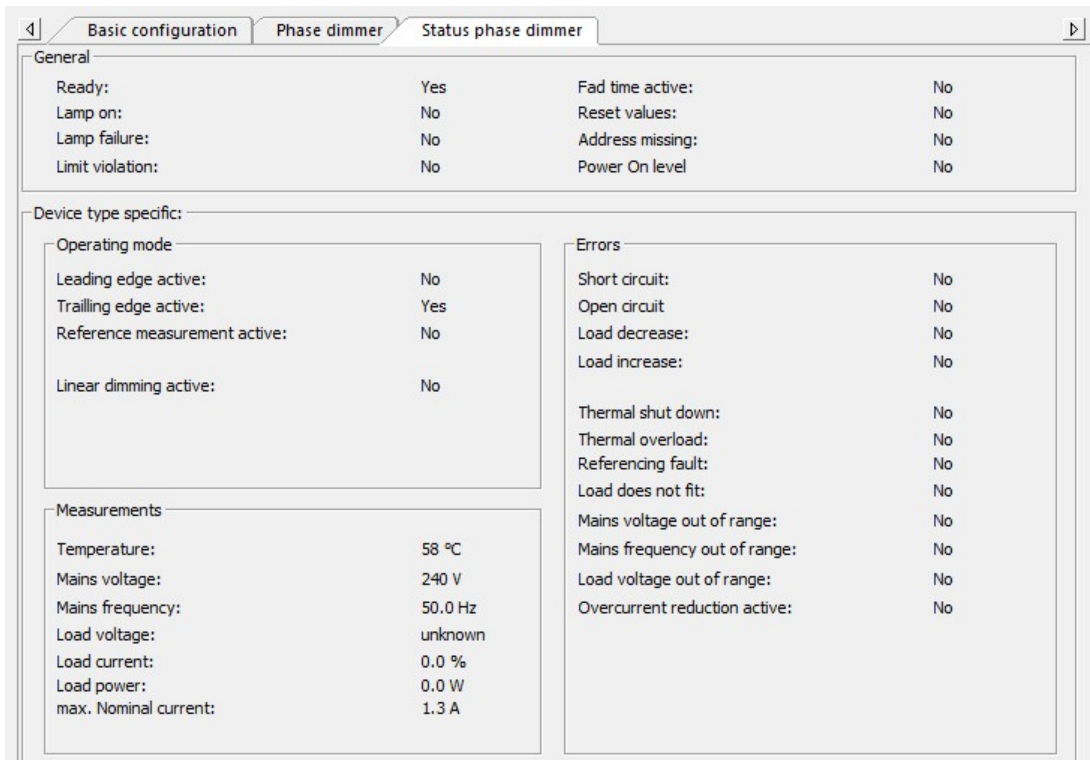 Basic configuration Phase dimmer Status phase dimmer
General
Ready: Yes Fad time active: No
Lamp on: No Reset values: No
Lamp failure: No Address missing: No
Limit violation: No Power On level No
Device type specific:
Operating mode
Leading edge active: No
Trailling edge active: Yes
Reference measurement active: No
Linear dimming active: No
Measurements
Temperature: 58 ºC
Mains voltage: 240 V
Mains frequency: 50.0 Hz
Load voltage: unknown
Load current: 0.0 %
Load power: 0.0 W
max. Nominal current: 1.3 A
Errors
Short circuit: No
Open circuit No
Load decrease: No
Load increase: No
Thermal shut down: No
Thermal overload: No
Referencing fault: No
Load does not fit: No
Mains voltage out of range: No
Mains frequency out of range: No
Load voltage out of range: No
Overcurrent reduction active: No